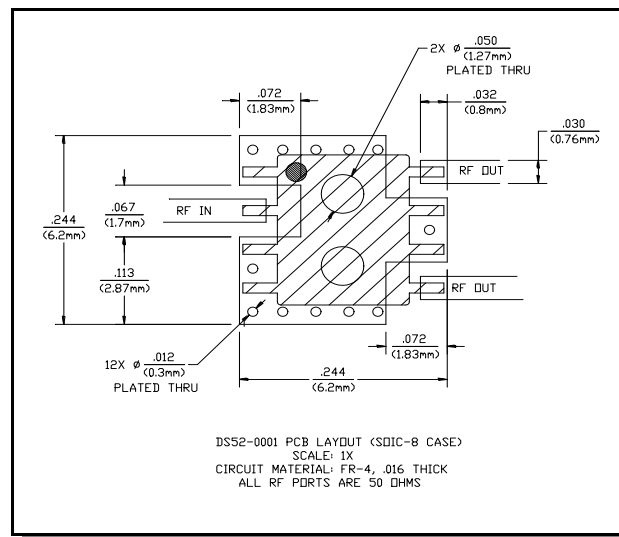 2X ø .050
(1.27mm)
PLATED THRU
.072
(1.83mm)
.032
(0.8mm)
.030
(0.76mm)
RF OUT
RF IN
.067
(1.7mm)
.244
(6.2mm)
.113
(2.87mm)
RF OUT
.072
(1.83mm)
12X ø .012
(0.3mm)
PLATED THRU
.244
(6.2mm)
DS52-0001 PCB LAYOUT (SOIC-8 CASE)
SCALE: 1X
CIRCUIT MATERIAL: FR-4, .016 THICK
ALL RF PORTS ARE 50 OHMS